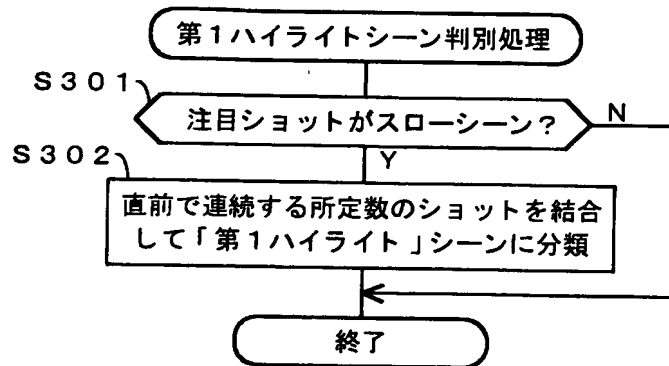 第1ハイライトシーン判別処理
S301
注目ショットがスローシーン?
N
S302
Y
直前で連続する所定数のショットを結合
して「第1ハイライト」シーンに分類
終了